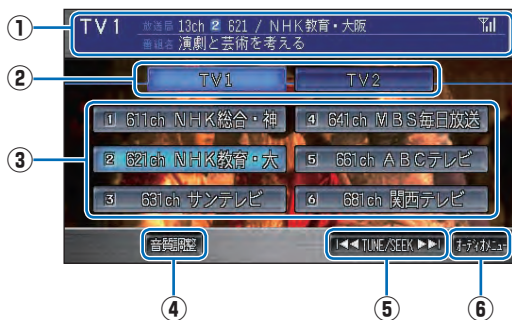 ①
TV1 放送局 13ch 2 621 / NHK教育・大阪
番組名 演劇と芸術を考える
②
TV1 TV2
③
1 611ch NHK総合・神
4 641ch MBS毎日放送
2 621ch NHK教育・大
5 661ch ABCテレビ
3 631ch サンテレビ
6 681ch 関西テレビ
音質調整 |◀◀ TUNE/SEEK ▶▶| オーディオメニュー
④ ⑤ ⑥